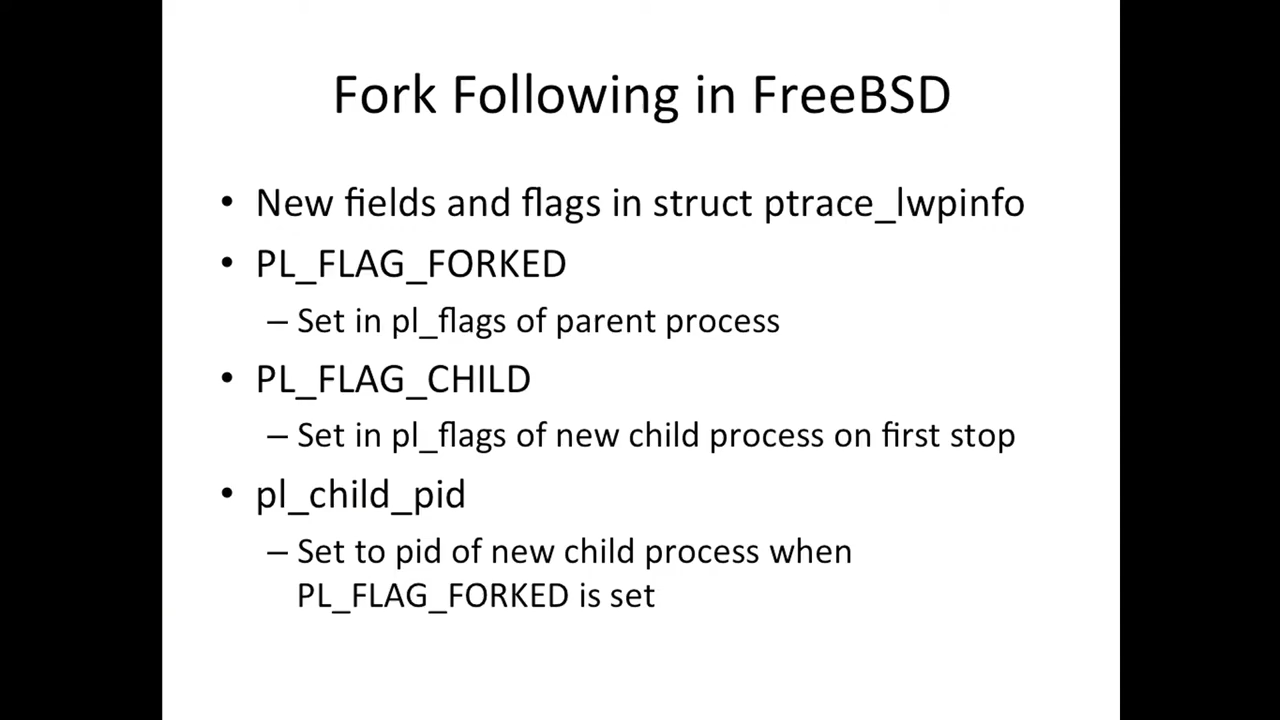 Fork Following in FreeBSD
• New fields and flags in struct ptrace_lwpinfo
• PL_FLAG_FORKED
– Set in pl_flags of parent process
• PL_FLAG_CHILD
– Set in pl_flags of new child process on first stop
• pl_child_pid
– Set to pid of new child process when
PL_FLAG_FORKED is set